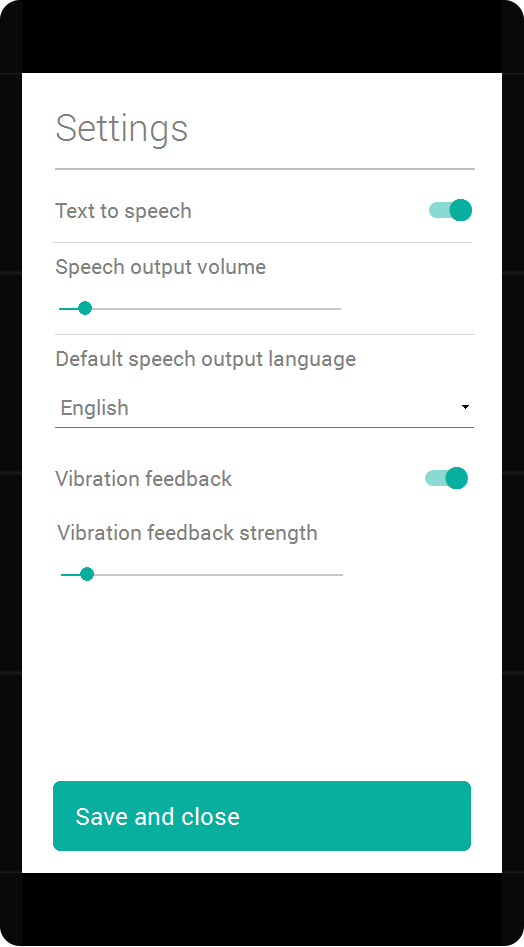 Settings
Text to speech
Speech output volume
Default speech output language
English
Vibration feedback
Vibration feedback strength
Save and close